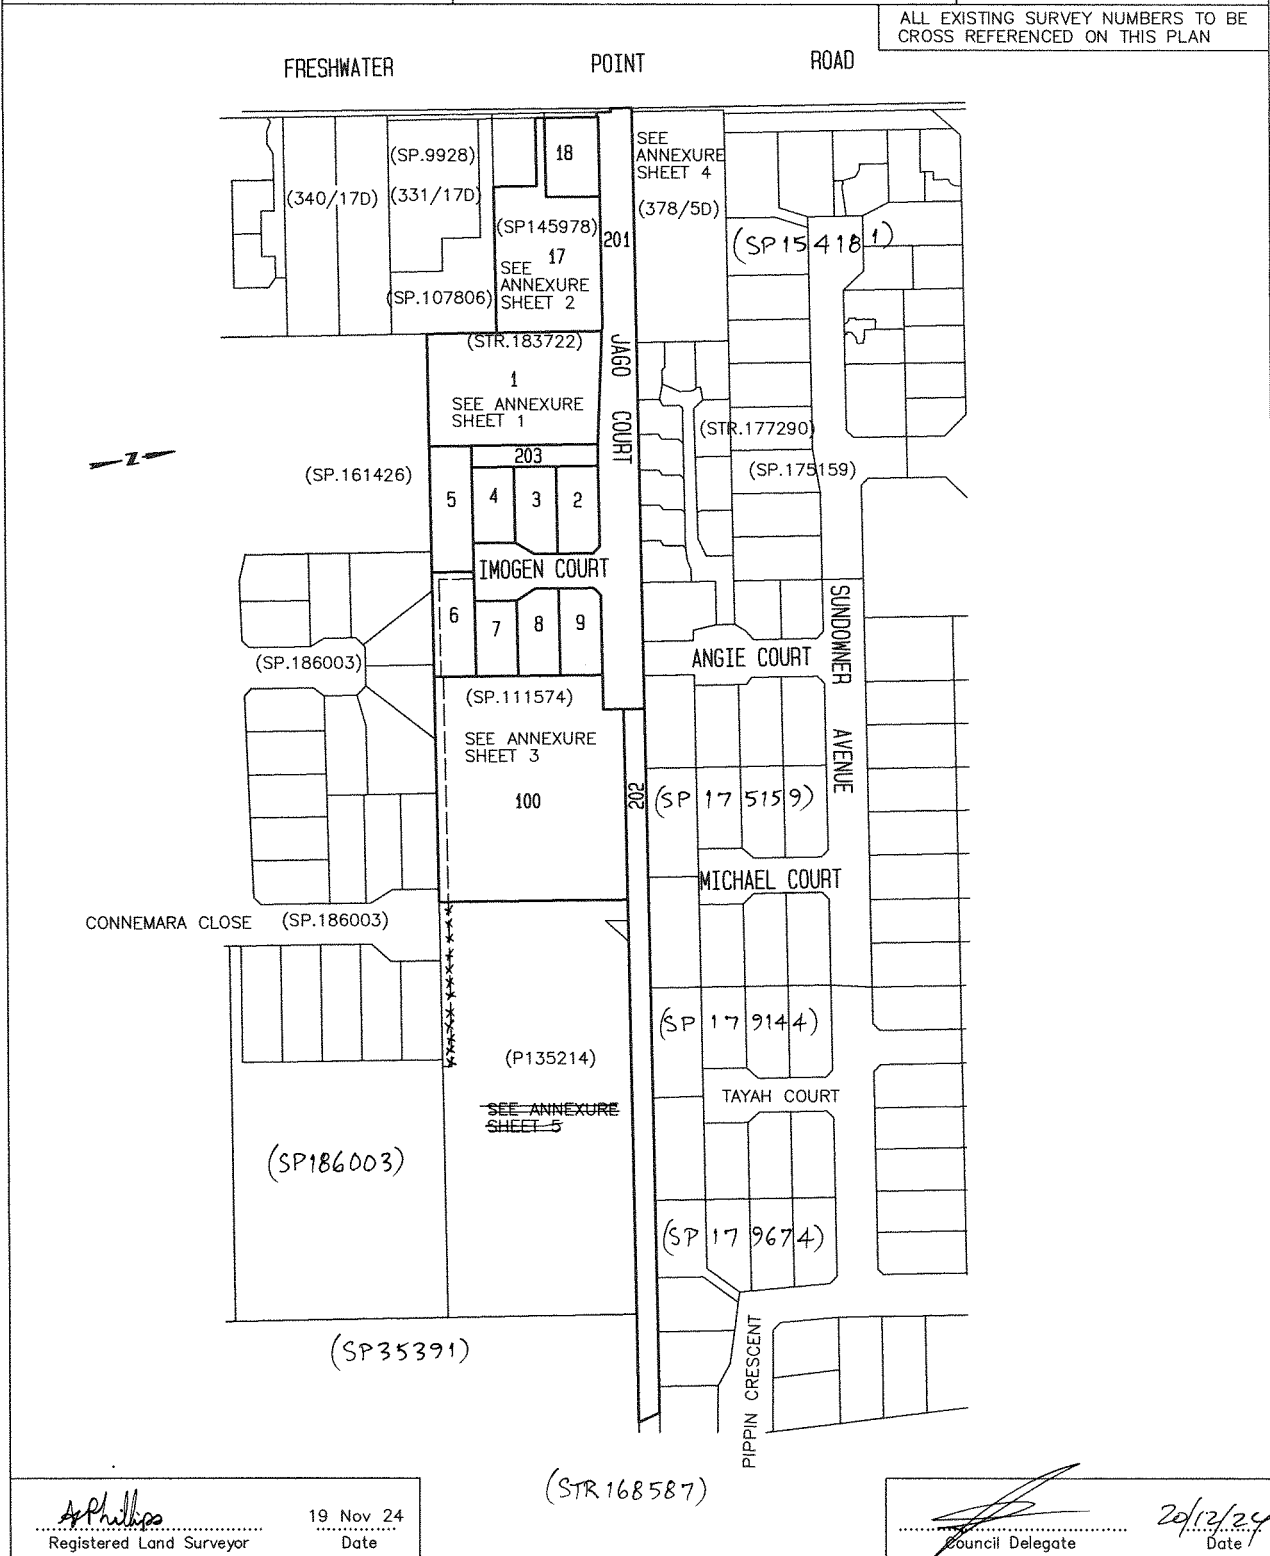 ALL EXISTING SURVEY NUMBERS TO BE
CROSS REFERENCED ON THIS PLAN
FRESHWATER POINT ROAD
18
SEE
ANNEXURE
SHEET 4
(378/5D)
(SP.9928)
(340/17D)
(331/17D)
(SP145978)
17
SEE
ANNEXURE
SHEET 2
201
(SP154181)
(SP.107806)
(STR.183722)
1
SEE ANNEXURE
SHEET 1
JAGO COURT
203
(STR.177290)
(SP.175159)
Z
(SP.161426)
5
4
3
2
IMOGEN COURT
6
7
8
9
SUNDOWNER AVENUE
ANGIE COURT
(SP.186003)
(SP.111574)
SEE ANNEXURE
SHEET 3
100
202
(SP 175159)
MICHAEL COURT
CONNEMARA CLOSE (SP.186003)
(SP 179144)
(P135214)
TAYAH COURT
SEE ANNEXURE
SHEET 5
(SP186003)
(SP 179674)
(SP35391)
PIPPIN CRESCENT
(STR168587)
A Phillips
19 Nov 24
Registered Land Surveyor
Date
20/12/24
Council Delegate
Date